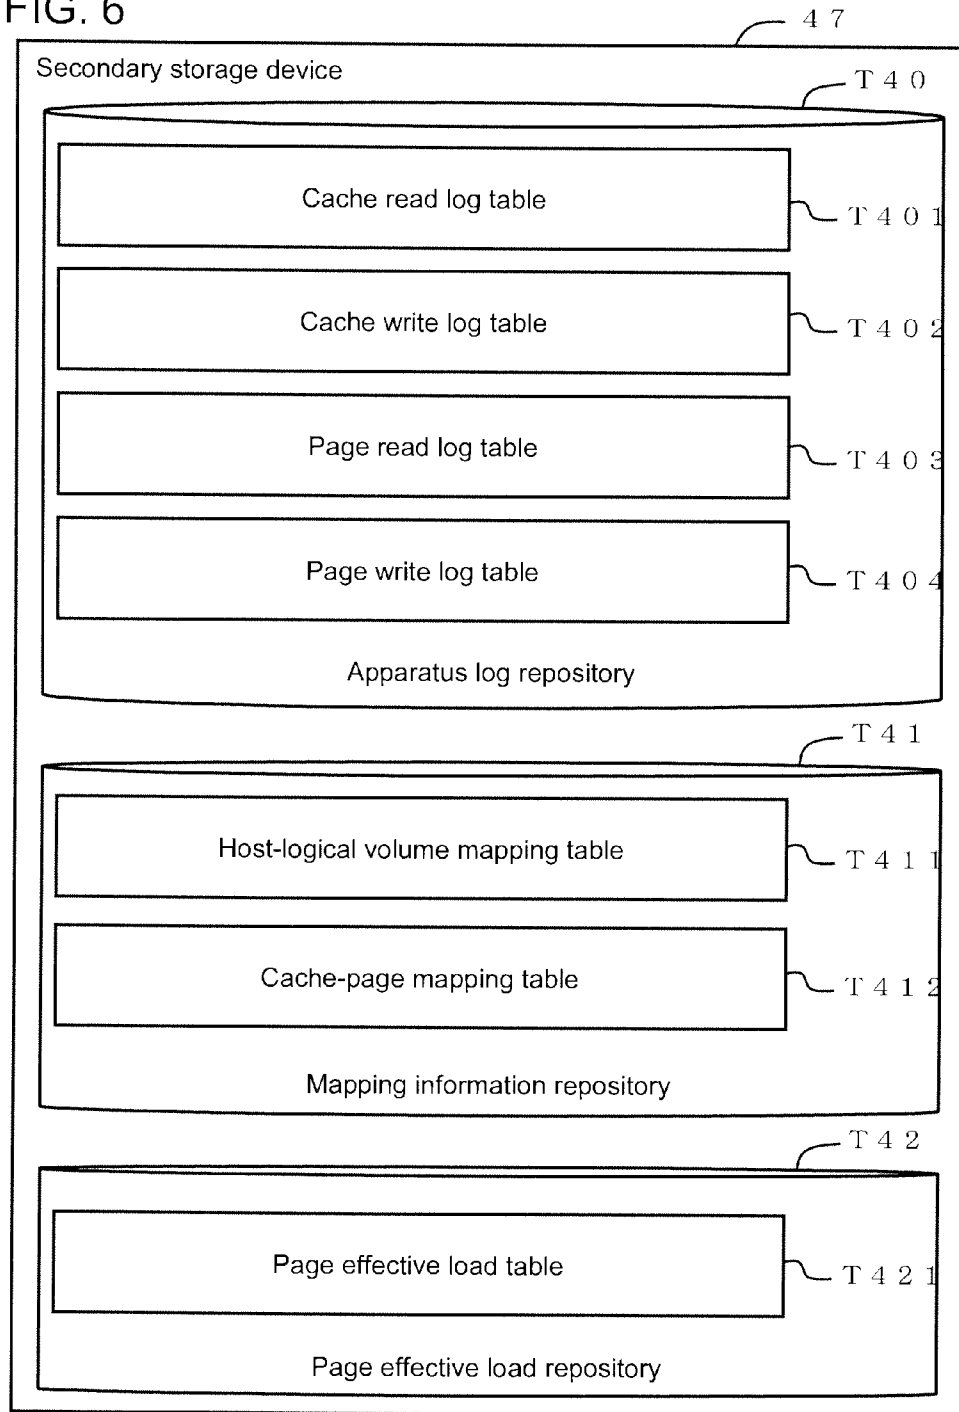 FIG. 6
47
Secondary storage device
T40
Cache read log table
T401
Cache write log table
T402
Page read log table
T403
Page write log table
T404
Apparatus log repository
T41
Host-logical volume mapping table
T411
Cache-page mapping table
T412
Mapping information repository
T42
Page effective load table
T421
Page effective load repository